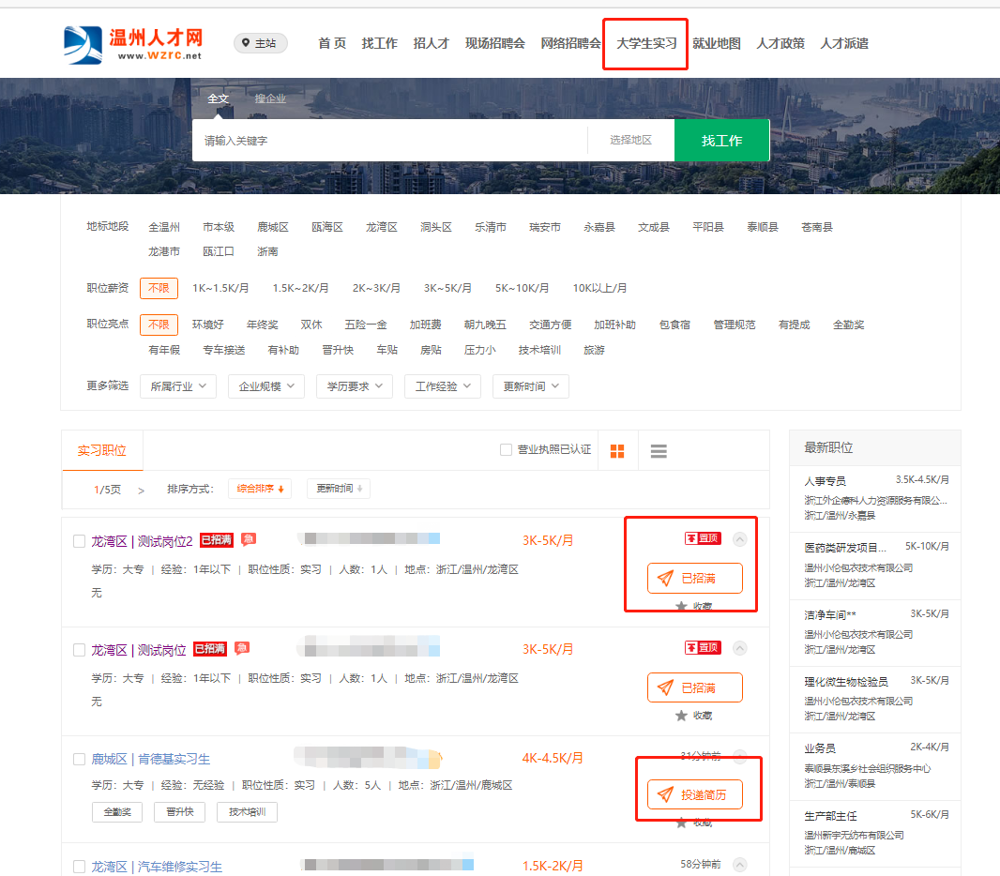 温州人才网
www.wzrc.net
主站
首页 找工作 招人才 现场招聘会 网络招聘会 大学生实习 就业地图 人才政策 人才派遣
全文 搜企业
请输入关键字 选择地区 找工作
地标地段 全温州 市本级 鹿城区 瓯海区 龙湾区 洞头区 乐清市 瑞安市 永嘉县 文成县 平阳县 泰顺县 苍南县
龙港市 瓯江口 浙南
职位薪资 不限 1K~1.5K/月 1.5K~2K/月 2K~3K/月 3K~5K/月 5K~10K/月 10K以上/月
职位亮点 不限 环境好 年终奖 双休 五险一金 加班费 朝九晚五 交通方便 加班补助 包食宿 管理规范 有提成 全勤奖
有年假 专车接送 有补助 晋升快 车贴 房贴 压力小 技术培训 旅游
更多筛选 所属行业 企业规模 学历要求 工作经验 更新时间
实习职位 营业执照已认证
1/5页 > 排序方式: 综合排序 更新时间
龙湾区 | 测试岗位2 已招满 急 3K-5K/月 置顶
学历：大专 | 经验：1年以下 | 职位性质：实习 | 人数：1人 | 地点：浙江/温州/龙湾区
已招满
无
收藏
龙湾区 | 测试岗位 已招满 急 3K-5K/月 置顶
学历：大专 | 经验：1年以下 | 职位性质：实习 | 人数：1人 | 地点：浙江/温州/龙湾区
已招满
无
收藏
鹿城区 | 肯德基实习生 4K-4.5K/月 31分钟前
学历：大专 | 经验：无经验 | 职位性质：实习 | 人数：5人 | 地点：浙江/温州/鹿城区
投递简历
全勤奖 晋升快 技术培训
收藏
龙湾区 | 汽车维修实习生 1.5K-2K/月 58分钟前
最新职位
人事专员 3.5K-4.5K/月
浙江外企德科人力资源服务有限公...
浙江/温州/永嘉县
医药类研发项目... 5K-10K/月
温州小伦包衣技术有限公司
浙江/温州/龙湾区
洁净车间** 3K-5K/月
温州小伦包衣技术有限公司
浙江/温州/龙湾区
理化微生物检验员 3K-5K/月
温州小伦包衣技术有限公司
浙江/温州/龙湾区
业务员 2K-4K/月
泰顺县东溪乡社会组织服务中心
浙江/温州/泰顺县
生产部主任 5K-6K/月
温州新宇无纺布有限公司
浙江/温州/鹿城区